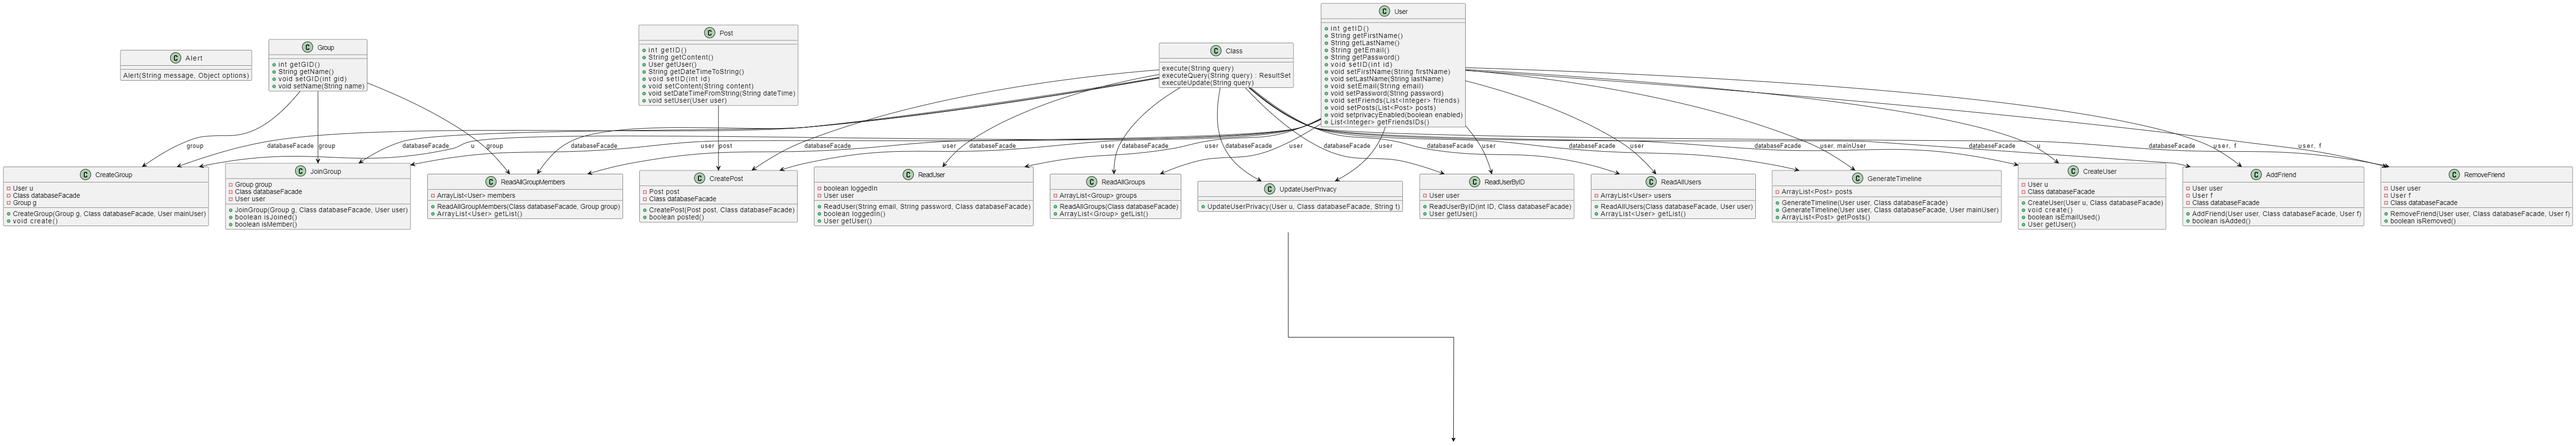 C User
int getID()
String getFirstName()
String getLastName()
String getEmail()
String getPassword()
void setID(int id)
void setFirstName(String firstName)
void setLastName(String lastName)
void setEmail(String email)
void setPassword(String password)
void setFriends(List<Integer> friends)
void setPosts(List<Post> posts)
void setprivacyEnabled(boolean enabled)
List<Integer> getFriendsIDs()
C Post
int getID()
String getContent()
User getUser()
String getDateTimeToString()
void setID(int id)
void setContent(String content)
void setDateTimeFromString(String dateTime)
void setUser(User user)
C Group
int getGID()
String getName()
void setGID(int gid)
void setName(String name)
C Class
execute(String query)
executeQuery(String query) : ResultSet
executeUpdate(String query)
C Alert
Alert(String message, Object options)
group
databaseFacade
group
databaseFacade
u
group
databaseFacade
user
post
databaseFacade
user
databaseFacade
user
databaseFacade
user
databaseFacade
user
databaseFacade
user
databaseFacade
user
databaseFacade
user
databaseFacade
user, mainUser
databaseFacade
u
databaseFacade
user, f
databaseFacade
user, f
C CreateGroup
User u
Class databaseFacade
Group g
CreateGroup(Group g, Class databaseFacade, User mainUser)
void create()
C JoinGroup
Group group
Class databaseFacade
User user
JoinGroup(Group g, Class databaseFacade, User user)
boolean isJoined()
boolean isMember()
C ReadAllGroupMembers
ArrayList<User> members
ReadAllGroupMembers(Class databaseFacade, Group group)
ArrayList<User> getList()
C CreatePost
Post post
Class databaseFacade
CreatePost(Post post, Class databaseFacade)
boolean posted()
C ReadUser
boolean loggedIn
User user
ReadUser(String email, String password, Class databaseFacade)
boolean loggedin()
User getUser()
C ReadAllGroups
ArrayList<Group> groups
ReadAllGroups(Class databaseFacade)
ArrayList<Group> getList()
C UpdateUserPrivacy
UpdateUserPrivacy(User u, Class databaseFacade, String t)
C ReadUserByID
User user
ReadUserByID(int ID, Class databaseFacade)
User getUser()
C ReadAllUsers
ArrayList<User> users
ReadAllUsers(Class databaseFacade, User user)
ArrayList<User> getList()
C GenerateTimeline
ArrayList<Post> posts
GenerateTimeline(User user, Class databaseFacade)
GenerateTimeline(User user, Class databaseFacade, User mainUser)
ArrayList<Post> getPosts()
C CreateUser
User u
Class databaseFacade
CreateUser(User u, Class databaseFacade)
void create()
boolean isEmailUsed()
User getUser()
C AddFriend
User user
User f
Class databaseFacade
AddFriend(User user, Class databaseFacade, User f)
boolean isAdded()
C RemoveFriend
User user
User f
Class databaseFacade
RemoveFriend(User user, Class databaseFacade, User f)
boolean isRemoved()